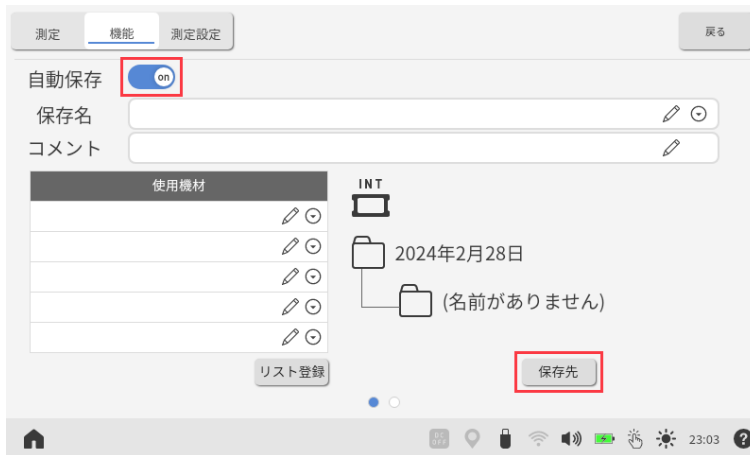 測定 機能 測定設定 戻る
自動保存 on
保存名
コメント
使用機材
INT
2024年2月28日
(名前がありません)
リスト登録 保存先
DC OFF 23:03 ?